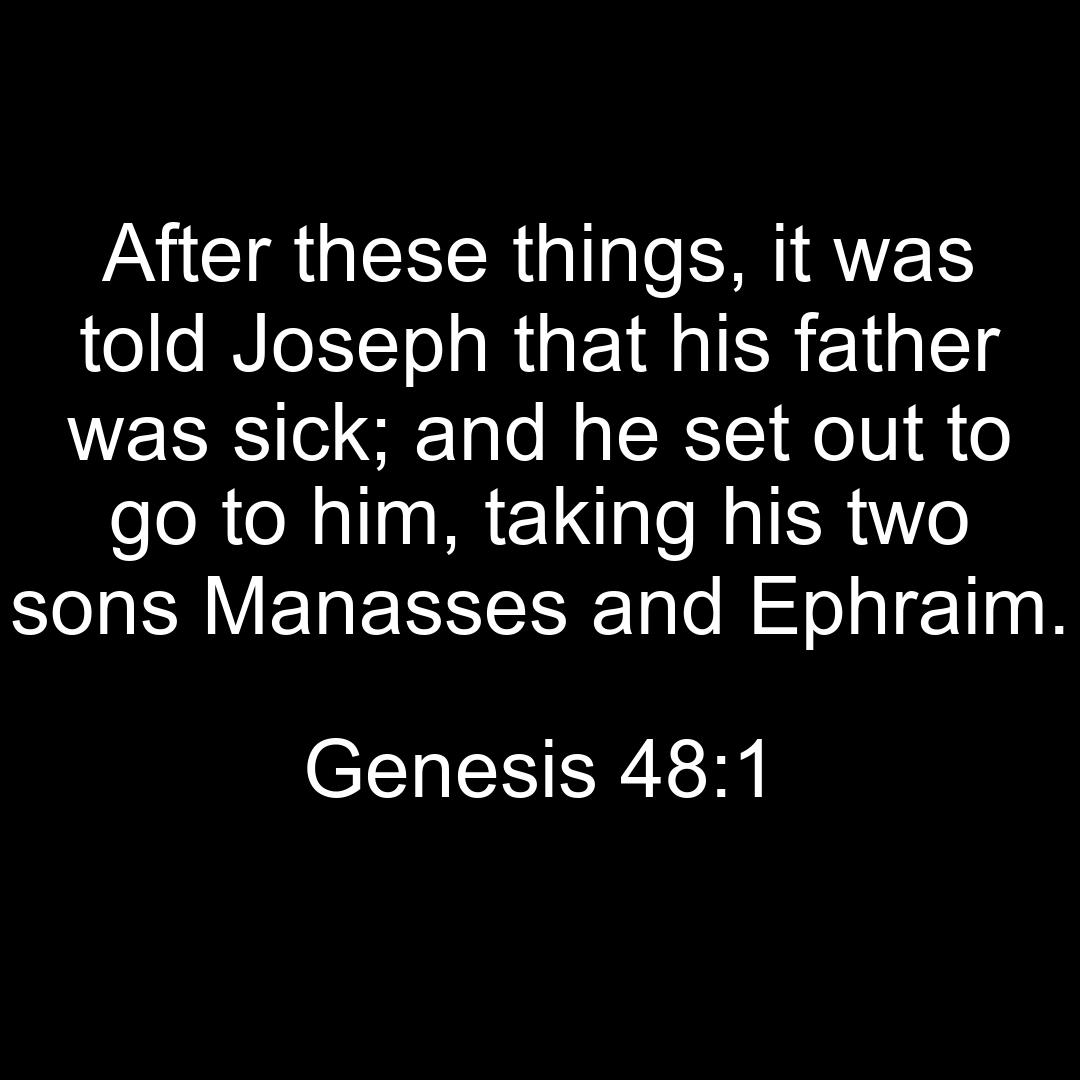 After these things, it was
told Joseph that his father
was sick; and he set out to
go to him, taking his two
sons Manasses and Ephraim.
Genesis 48:1